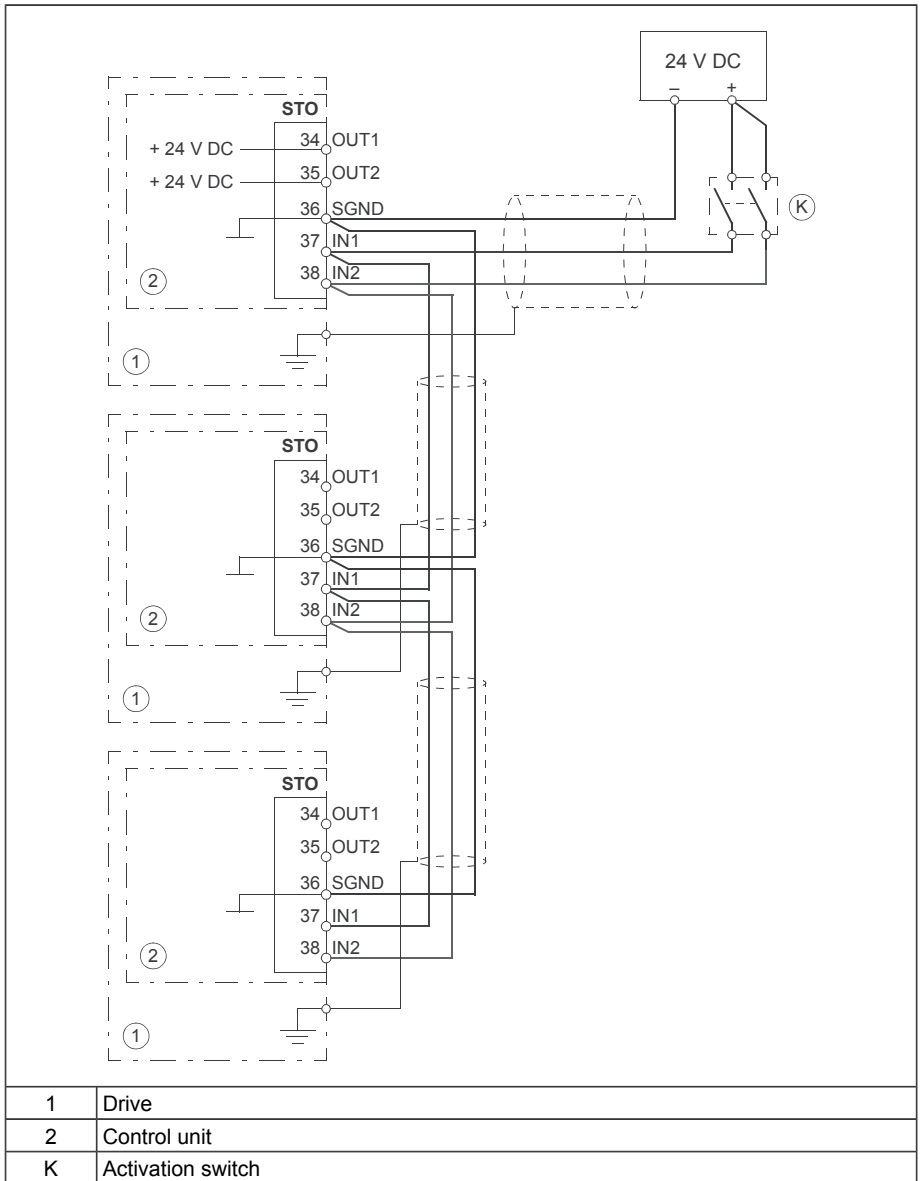 24 V DC
– +
STO
+ 24 V DC 34 OUT1
+ 24 V DC 35 OUT2
36 SGND
37 IN1
38 IN2
K
2
1
STO
34 OUT1
35 OUT2
36 SGND
37 IN1
38 IN2
2
1
STO
34 OUT1
35 OUT2
36 SGND
37 IN1
38 IN2
2
1
1 Drive
2 Control unit
K Activation switch